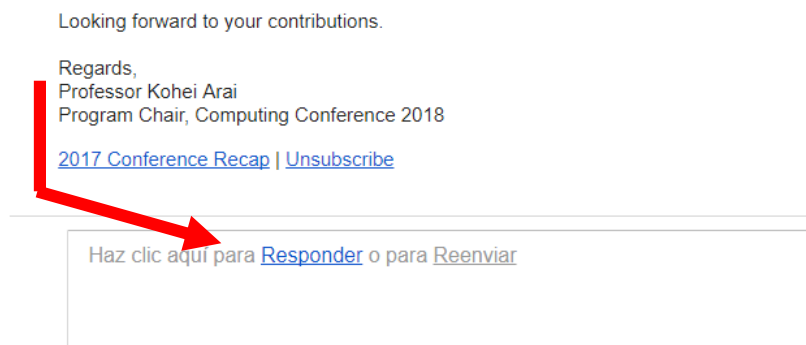 Looking forward to your contributions.
Regards,
Professor Kohei Arai
Program Chair, Computing Conference 2018
2017 Conference Recap | Unsubscribe
Haz clic aquí para Responder o para Reenviar